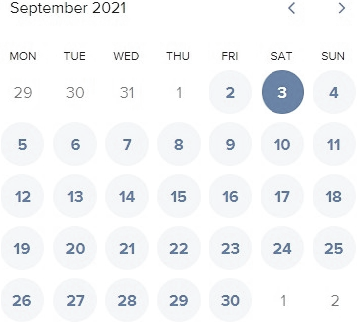 September 2021
MON TUE WED THU FRI SAT SUN
29 30 31 1 2 3 4
5 6 7 8 9 10 11
12 13 14 15 16 17 18
19 20 21 22 23 24 25
26 27 28 29 30 1 2